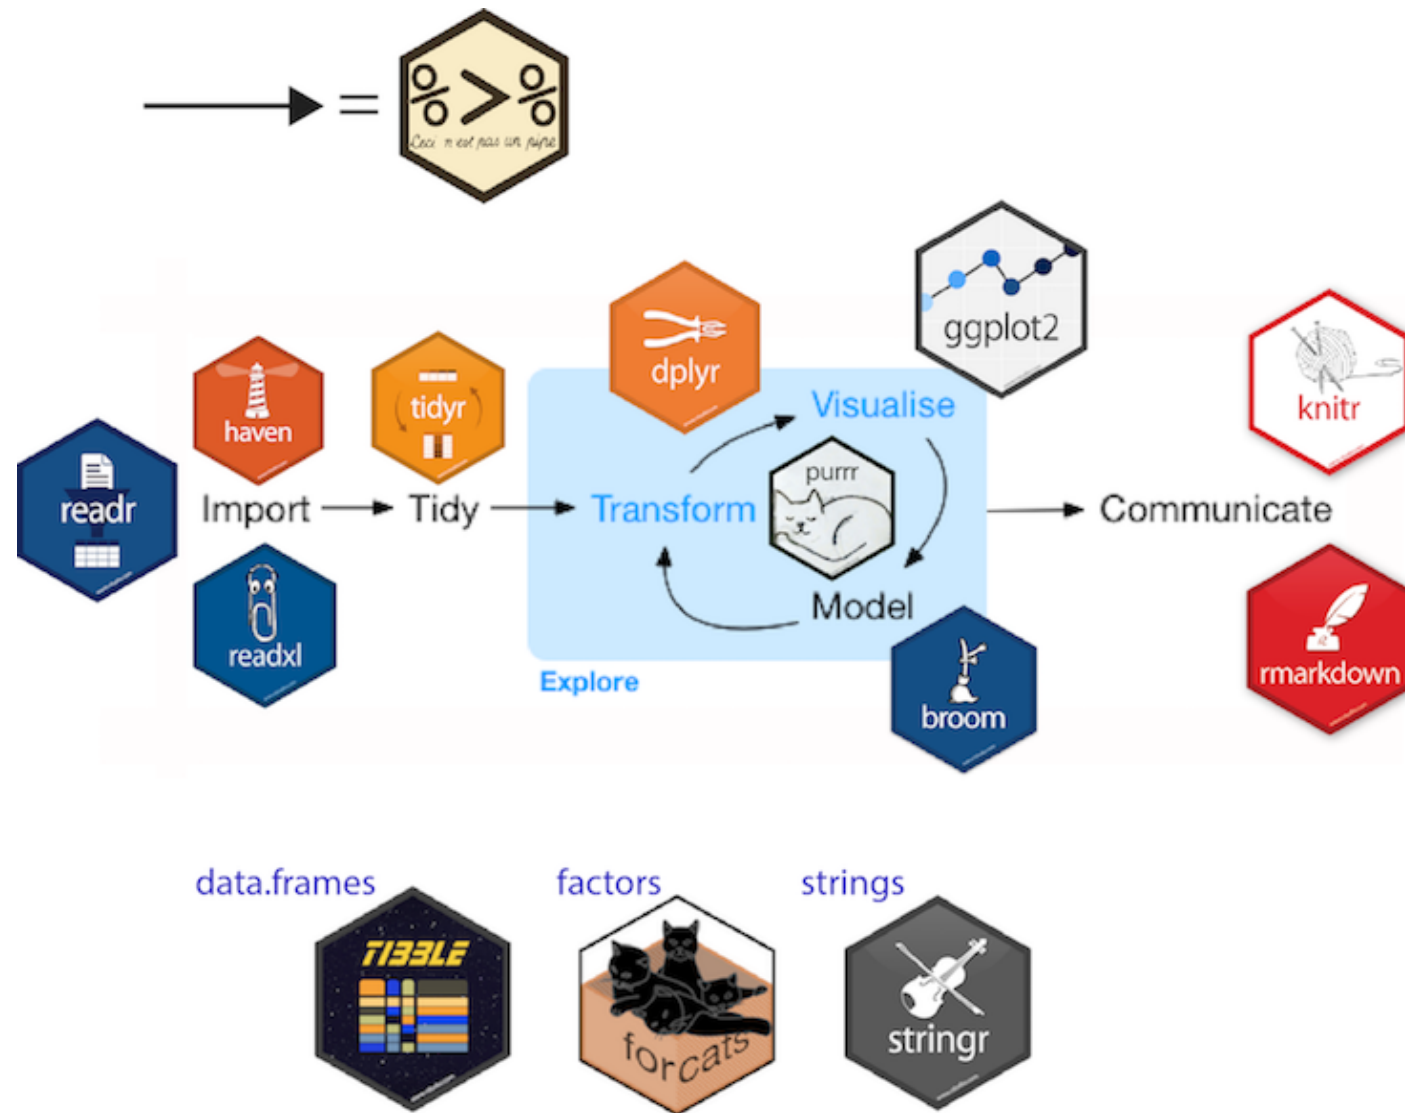 =
%>%
Ceci n'est pas un pipe
ggplot2
dplyr
Visualise
knitr
haven
tidyr
purrr
readr
Import
Tidy
Transform
Communicate
Model
readxl
Explore
broom
rmarkdown
data.frames
factors
strings
TIBBLE
forcats
stringr